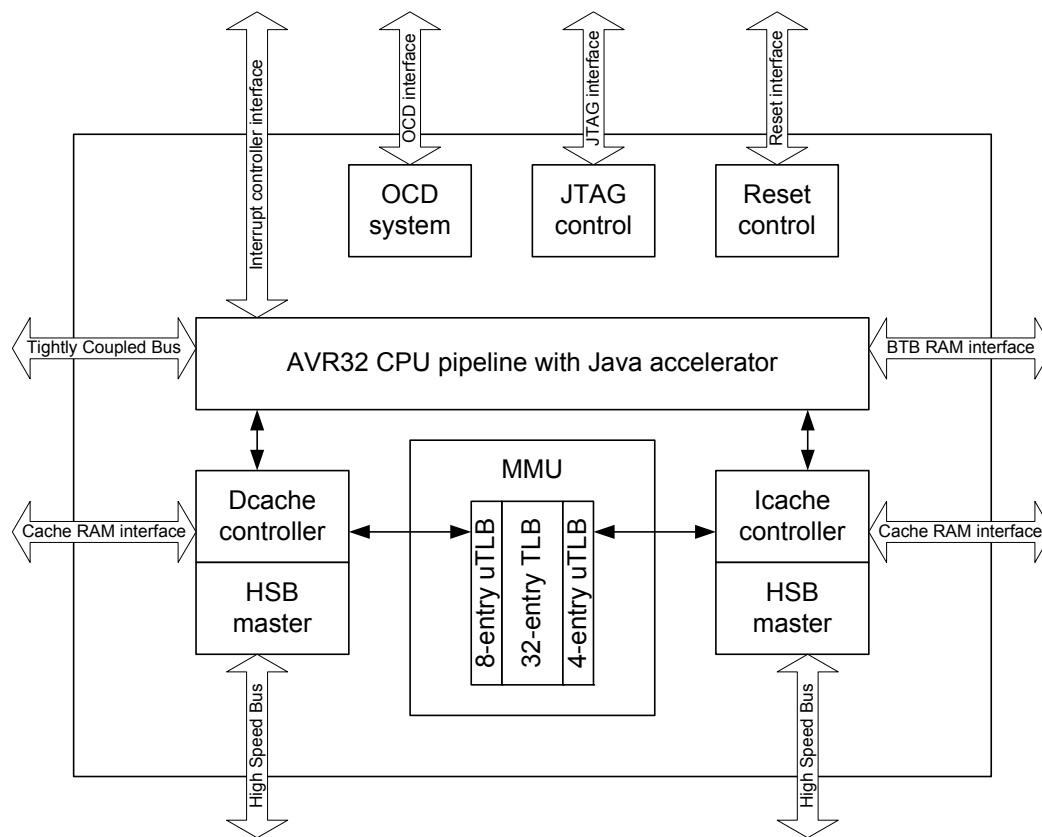 Interrupt controller interface
OCD interface
JTAG interface
Reset interface
OCD
system
JTAG
control
Reset
control
Tightly Coupled Bus
AVR32 CPU pipeline with Java accelerator
BTB RAM interface
MMU
Dcache
controller
Icache
controller
Cache RAM interface
8-entry uTLB
32-entry TLB
4-entry uTLB
Cache RAM interface
HSB
master
HSB
master
High Speed Bus
High Speed Bus